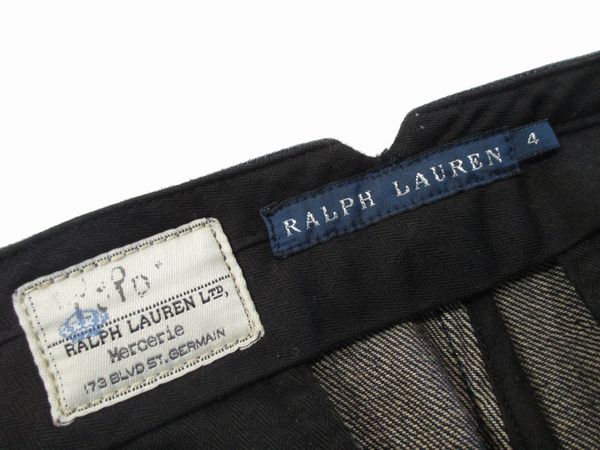 RALPH LAUREN
4
RALPH LAUREN LTD,
Mercerie
173 BLVD ST. GERMAIN